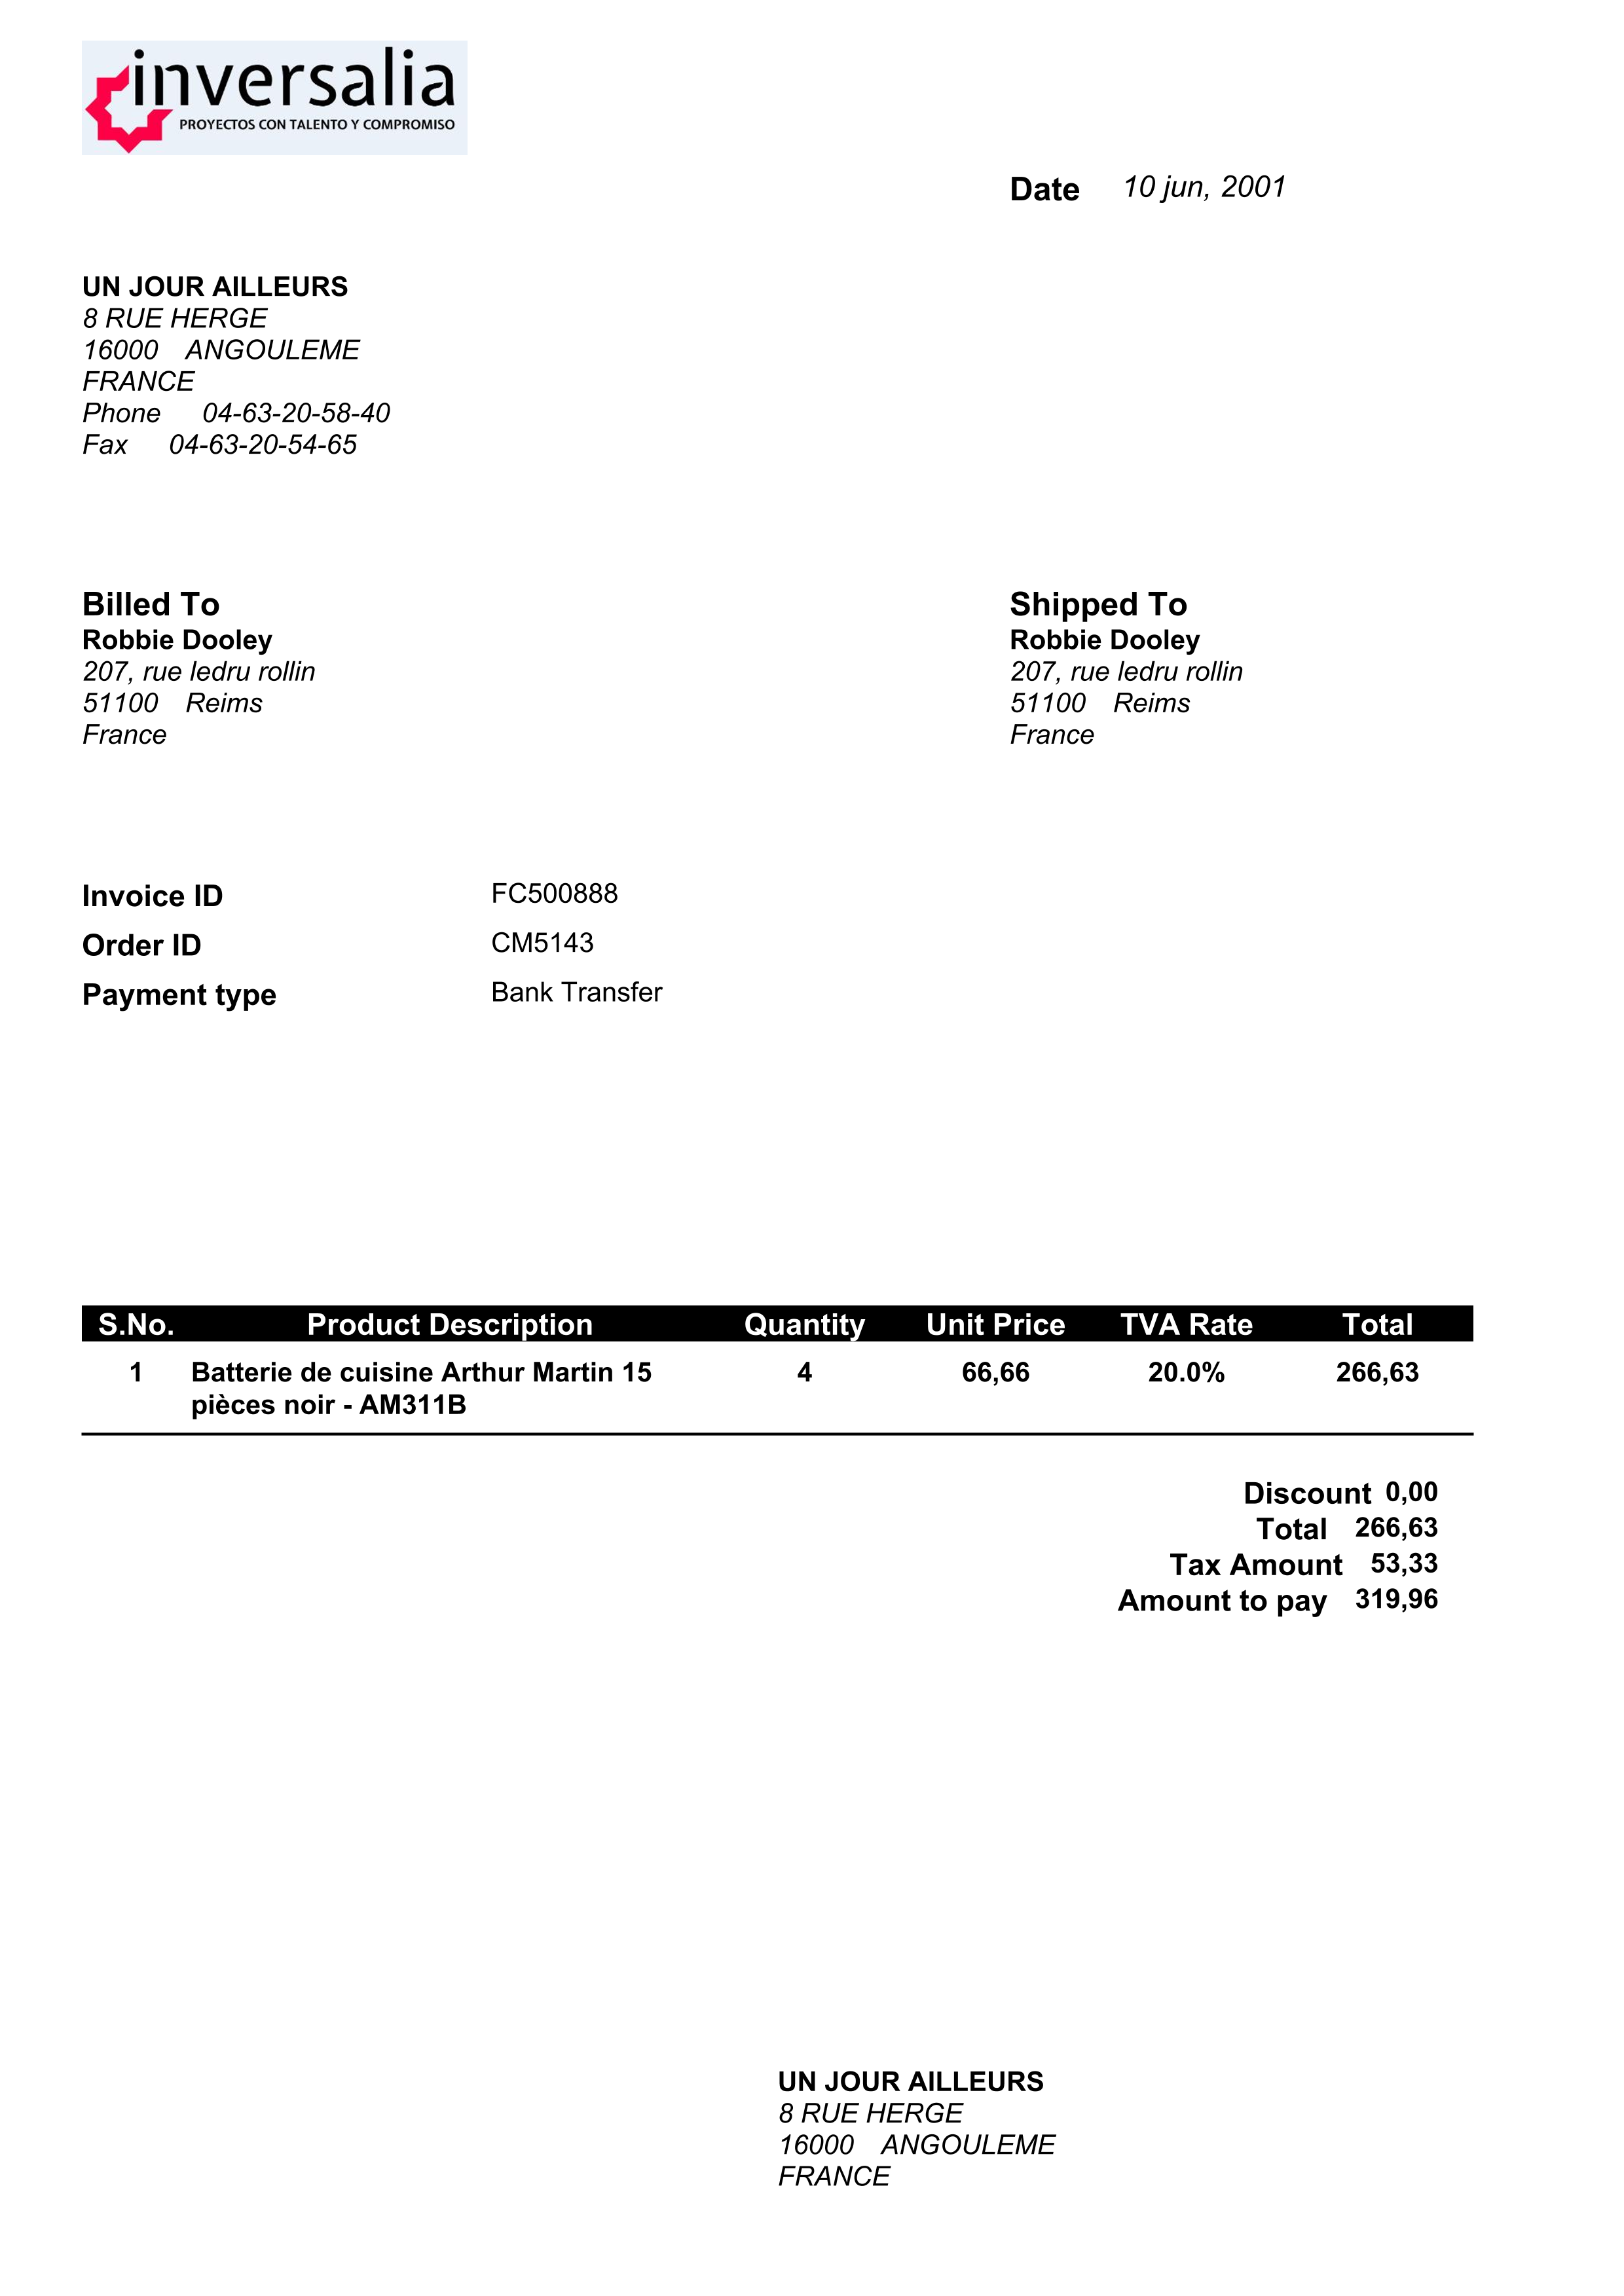 inversalia
PROYECTOS CON TALENTO Y COMPROMISO
Date 10 jun, 2001
UN JOUR AILLEURS
8 RUE HERGE
16000 ANGOULEME
FRANCE
Phone 04-63-20-58-40
Fax 04-63-20-54-65
Billed To
Robbie Dooley
207, rue ledru rollin
51100 Reims
France
Shipped To
Robbie Dooley
207, rue ledru rollin
51100 Reims
France
Invoice ID FC500888
Order ID CM5143
Payment type Bank Transfer
S.No. Product Description Quantity Unit Price TVA Rate Total
1 Batterie de cuisine Arthur Martin 15 4 66,66 20.0% 266,63
pièces noir - AM311B
Discount 0,00
Total 266,63
Tax Amount 53,33
Amount to pay 319,96
UN JOUR AILLEURS
8 RUE HERGE
16000 ANGOULEME
FRANCE